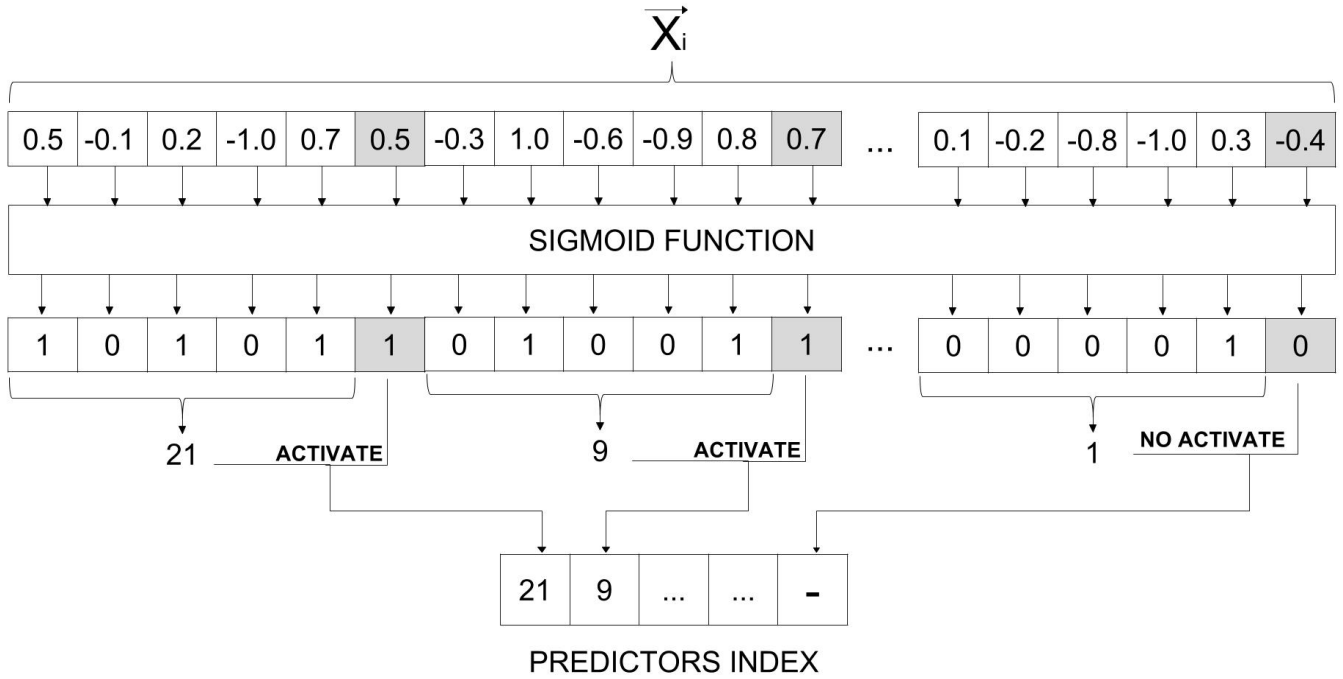 Xi
0.5 -0.1 0.2 -1.0 0.7 0.5 -0.3 1.0 -0.6 -0.9 0.8 0.7 ... 0.1 -0.2 -0.8 -1.0 0.3 -0.4
SIGMOID FUNCTION
1 0 1 0 1 1 0 1 0 0 1 1 ... 0 0 0 0 1 0
21 ACTIVATE 9 ACTIVATE 1 NO ACTIVATE
21 9 ... ... -
PREDICTORS INDEX